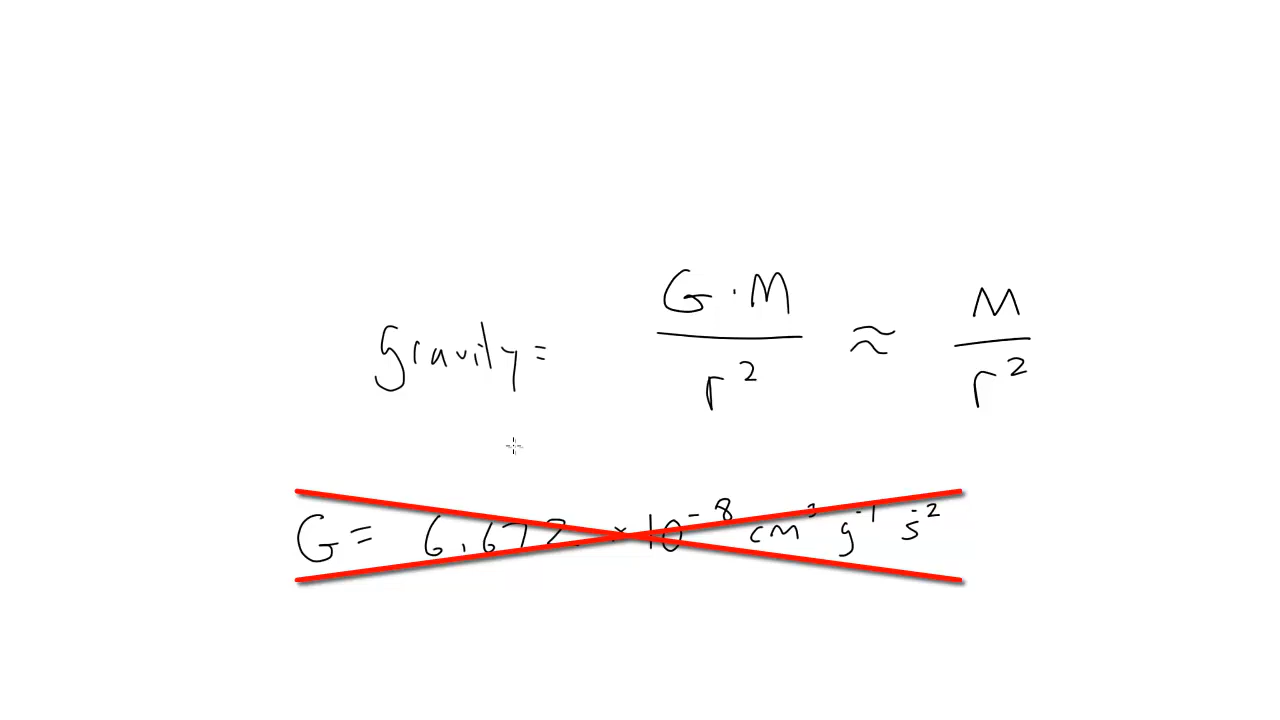 gravity = G · M / r² ≈ M / r²
G = 6.672 × 10⁻⁸ cm³ g⁻¹ s⁻²